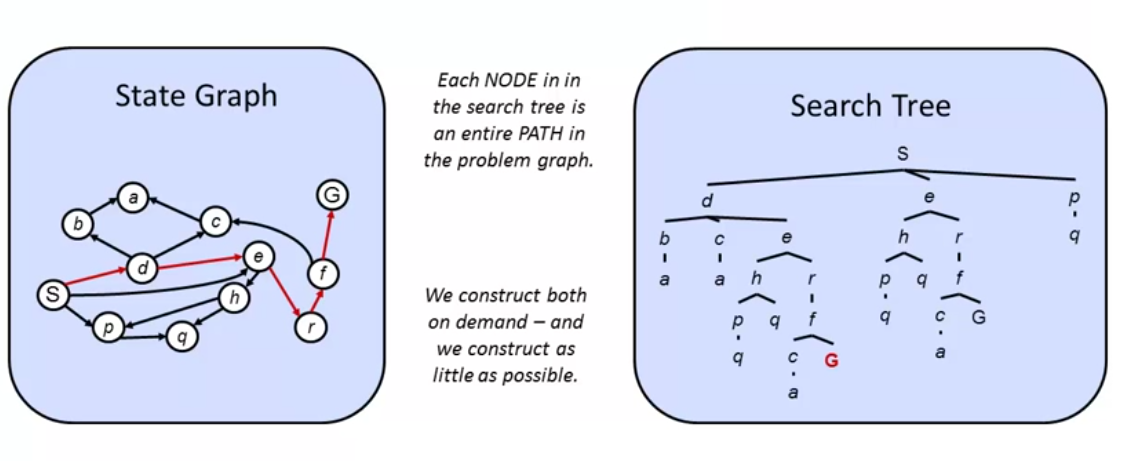 State Graph
a
G
b
c
d
e
f
S
h
p
q
r
Each NODE in in
the search tree is
an entire PATH in
the problem graph.
We construct both
on demand – and
we construct as
little as possible.
Search Tree
S
d e p
b c e h r q
a a h r p q f
p q f q c G
q c G a
a